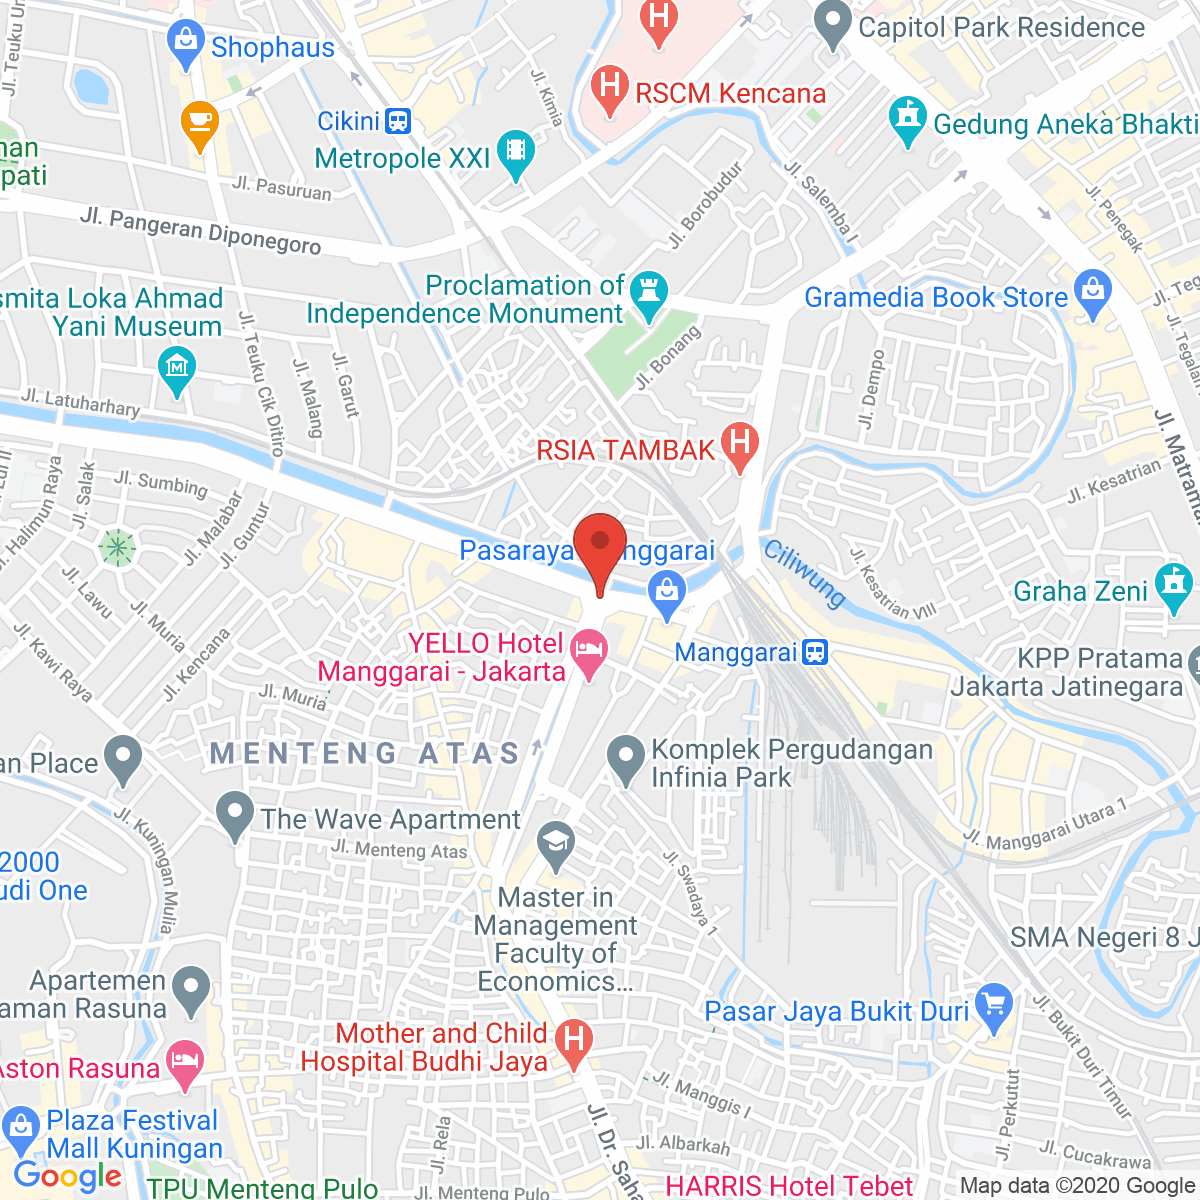 Jl. Teuku Un
Shophaus
Capitol Park Residence
RSCM Kencana
Jl. Kimia
Cikini
Gedung Aneka Bhakti
Metropole XXI
man
pati
Jl. Pasuruan
Jl. Borobudur
Jl. Salemba I
Jl. Penegak
Jl. Pangeran Diponegoro
Proclamation of
Independence Monument
Gramedia Book Store
Jl. Teg
Jl. Tegalan
smita Loka Ahmad
Yani Museum
Jl. Teuku Cik Ditiro
Jl. Malang
Jl. Garut
Jl. Bonang
Jl. Dempo
Jl. Latuharhary
Jl. Matraman
RSIA TAMBAK
Jl. Kesatrian
Jl. Halimun Raya
Jl. Salak
Jl. Sumbing
Jl. Malabar
Jl. Guntur
Ciliwung
Jl. Kesatrian VIII
Graha Zeni
Jl. Lawu
Jl. Muria
Jl. Kencana
Jl. Kawi Raya
Jl. Muria
YELLO Hotel
Manggarai - Jakarta
Manggarai
KPP Pratama
Jakarta Jatinegara
MENTENG ATAS
an Place
Komplek Pergudangan
Infinia Park
The Wave Apartment
Jl. Menteng Atas
Jl. Kuningan Mulia
Jl. Manggarai Utara 1
2000
udi One
Jl. Swadaya 1
Master in
Management
Faculty of
Economics...
SMA Negeri 8 J
Apartemen
aman Rasuna
Pasar Jaya Bukit Duri
Jl. Bukit Duri Timur
Mother and Child
Hospital Budhi Jaya
Aston Rasuna
Jl. Manggis I
Jl. Perkutut
Plaza Festival
Mall Kuningan
Jl. Rela
Jl. Dr. Saha
Jl. Albarkah
Jl. Cucakrawa
Google
TPU Menteng Pulo
Jl. Menteng Pulo
HARRIS Hotel Tebet
Map data ©2020 Google